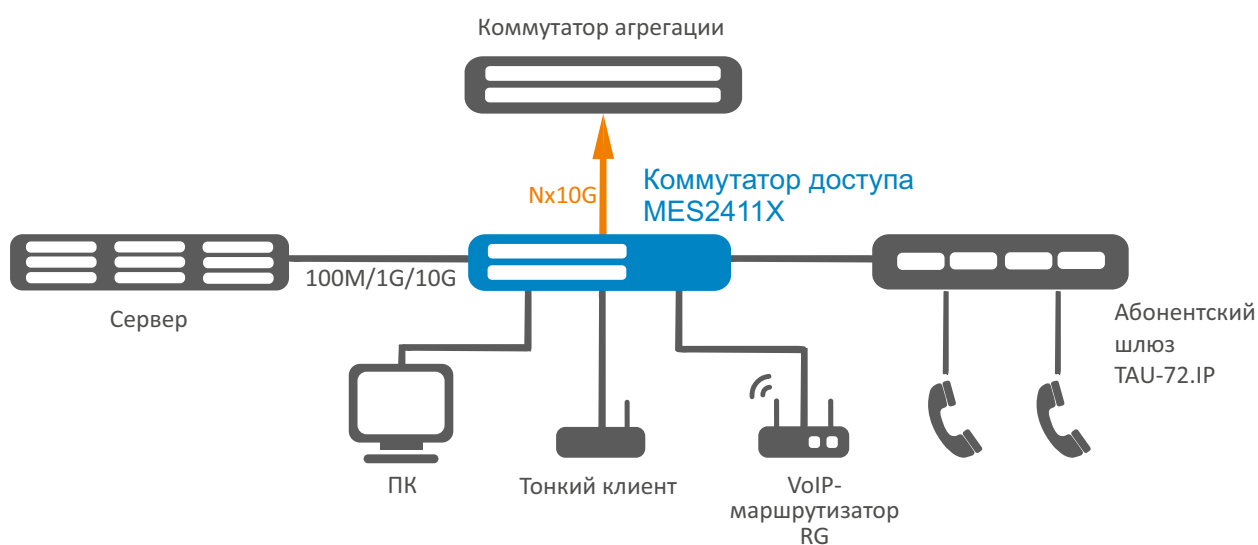 Коммутатор агрегации
Nx10G
Коммутатор доступа
MES2411X
100M/1G/10G
Сервер
Абонентский
шлюз
TAU-72.IP
ПК
Тонкий клиент
VoIP-
маршрутизатор
RG